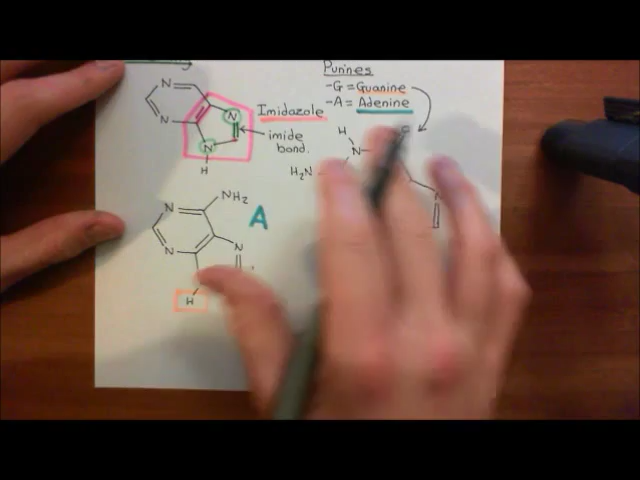 Purines
-G = Guanine
-A = Adenine
Imidazole
imide
bond.
N
N
N
N
H
H
N
H₂N
NH₂
A
N
N
N
H